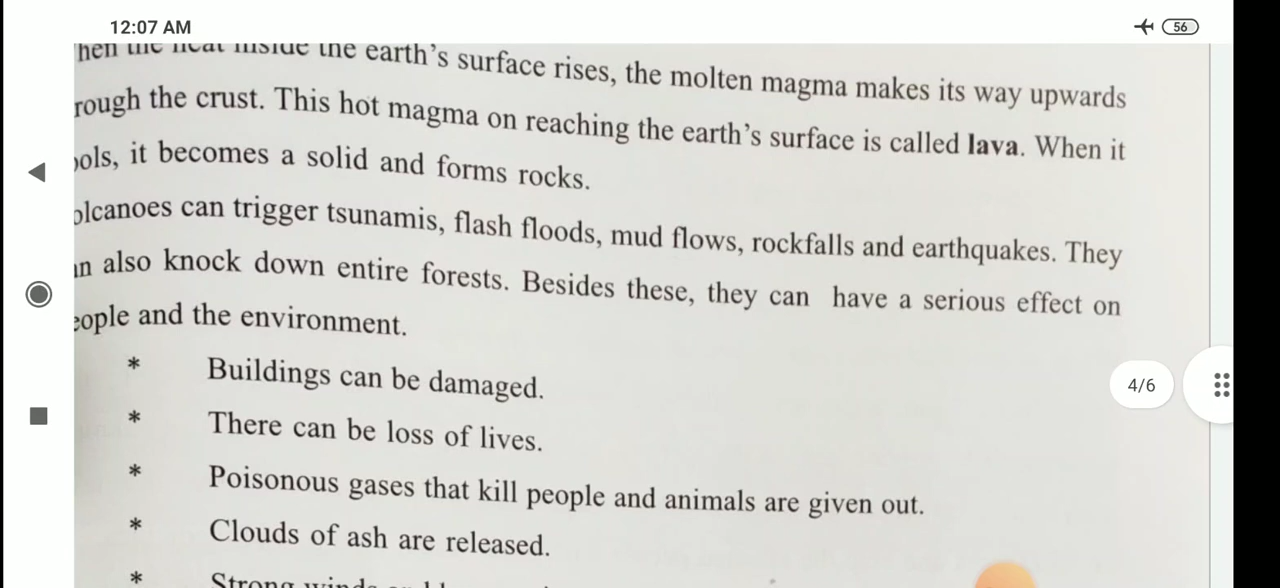 12:07 AM
56
the earth's surface rises, the molten magma makes its way upwards
rough the crust. This hot magma on reaching the earth's surface is called lava. When it
ols, it becomes a solid and forms rocks.
olcanoes can trigger tsunamis, flash floods, mud flows, rockfalls and earthquakes. They
n also knock down entire forests. Besides these, they can have a serious effect on
eople and the environment.
* Buildings can be damaged.
* There can be loss of lives.
* Poisonous gases that kill people and animals are given out.
* Clouds of ash are released.
* Strong
4/6